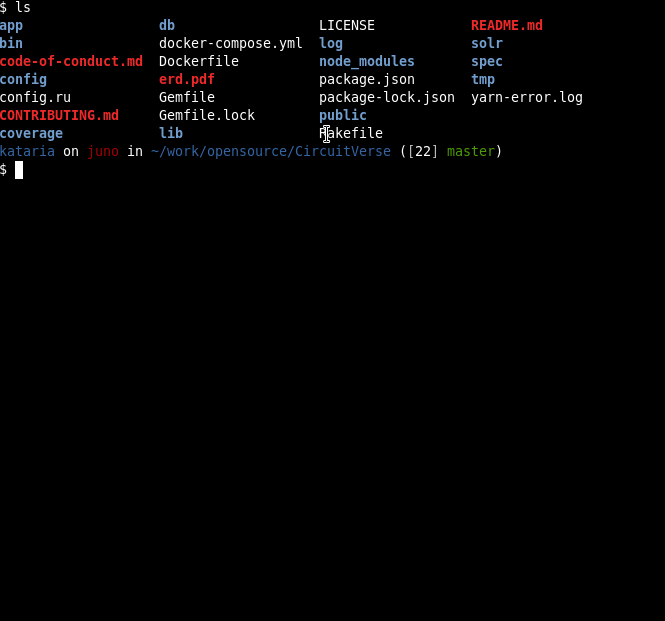 $ ls
app db LICENSE README.md
bin docker-compose.yml log solr
code-of-conduct.md Dockerfile node_modules spec
config erd.pdf package.json tmp
config.ru Gemfile package-lock.json yarn-error.log
CONTRIBUTING.md Gemfile.lock public
coverage lib Rakefile
kataria on juno in ~/work/opensource/CircuitVerse ([22] master)
$